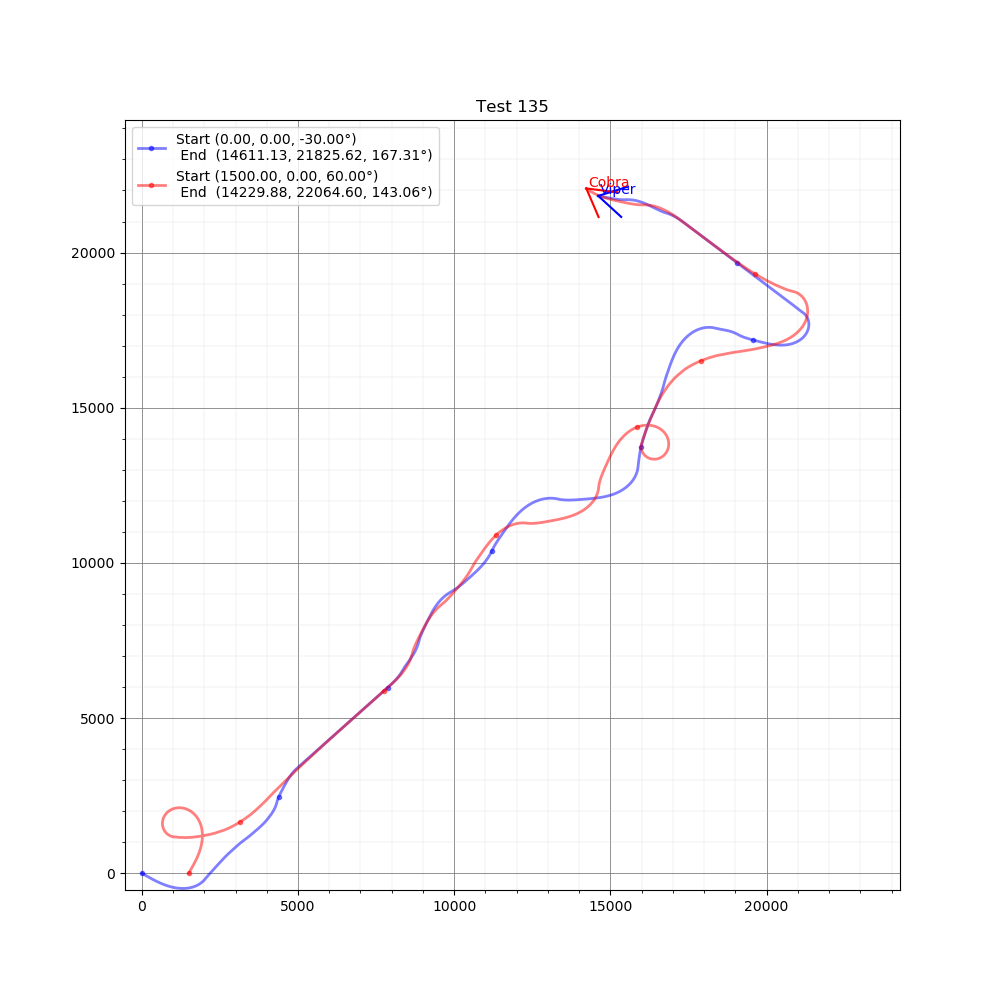 Test 135
Start (0.00, 0.00, -30.00°)
End (14611.13, 21825.62, 167.31°)
Start (1500.00, 0.00, 60.00°)
End (14229.88, 22064.60, 143.06°)
Cobra
Viper
20000
15000
10000
5000
0
0 5000 10000 15000 20000